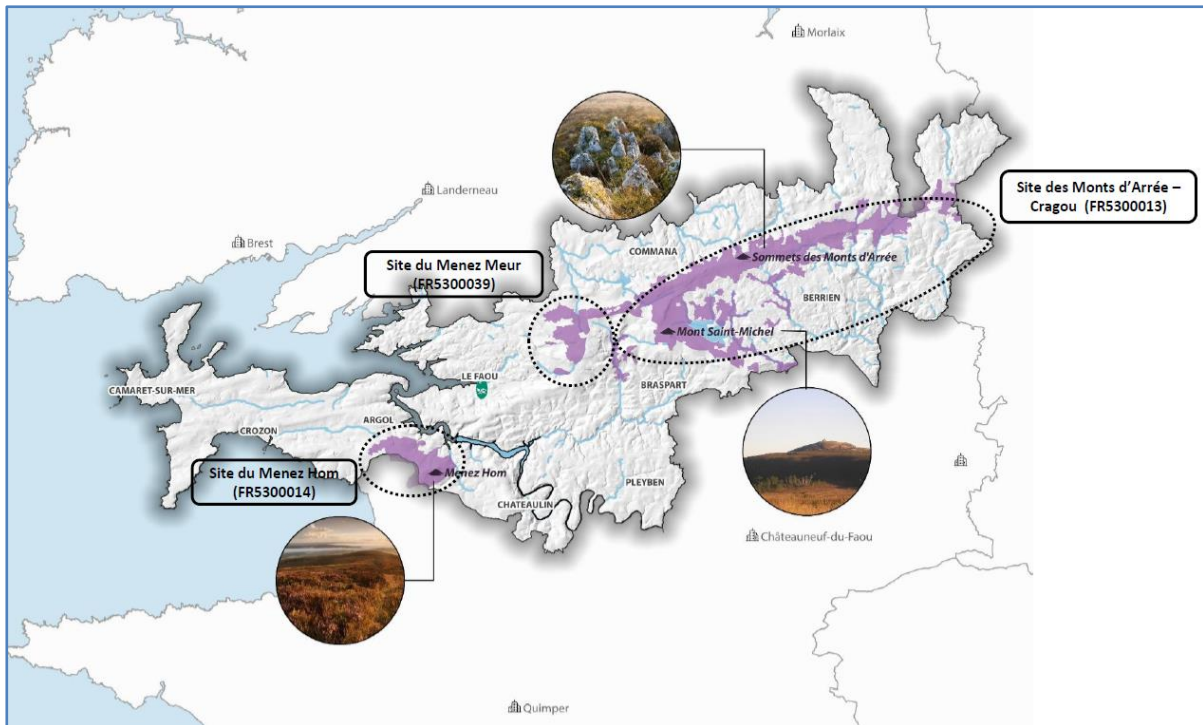 Morlaix
Landerneau
Site des Monts d'Arrée –
Cragou (FR5300013)
Brest
COMMANA
Sommets des Monts d'Arrée
Site du Menez Meur
(FR5300039)
BERRIEN
Mont Saint-Michel
LE FAOU
BRASPART
CAMARET-SUR-MER
ARGOL
CROZON
Site du Menez Hom
(FR5300014)
Menez Hom
PLEYBEN
CHATEAULIN
Châteauneuf-du-Faou
Quimper